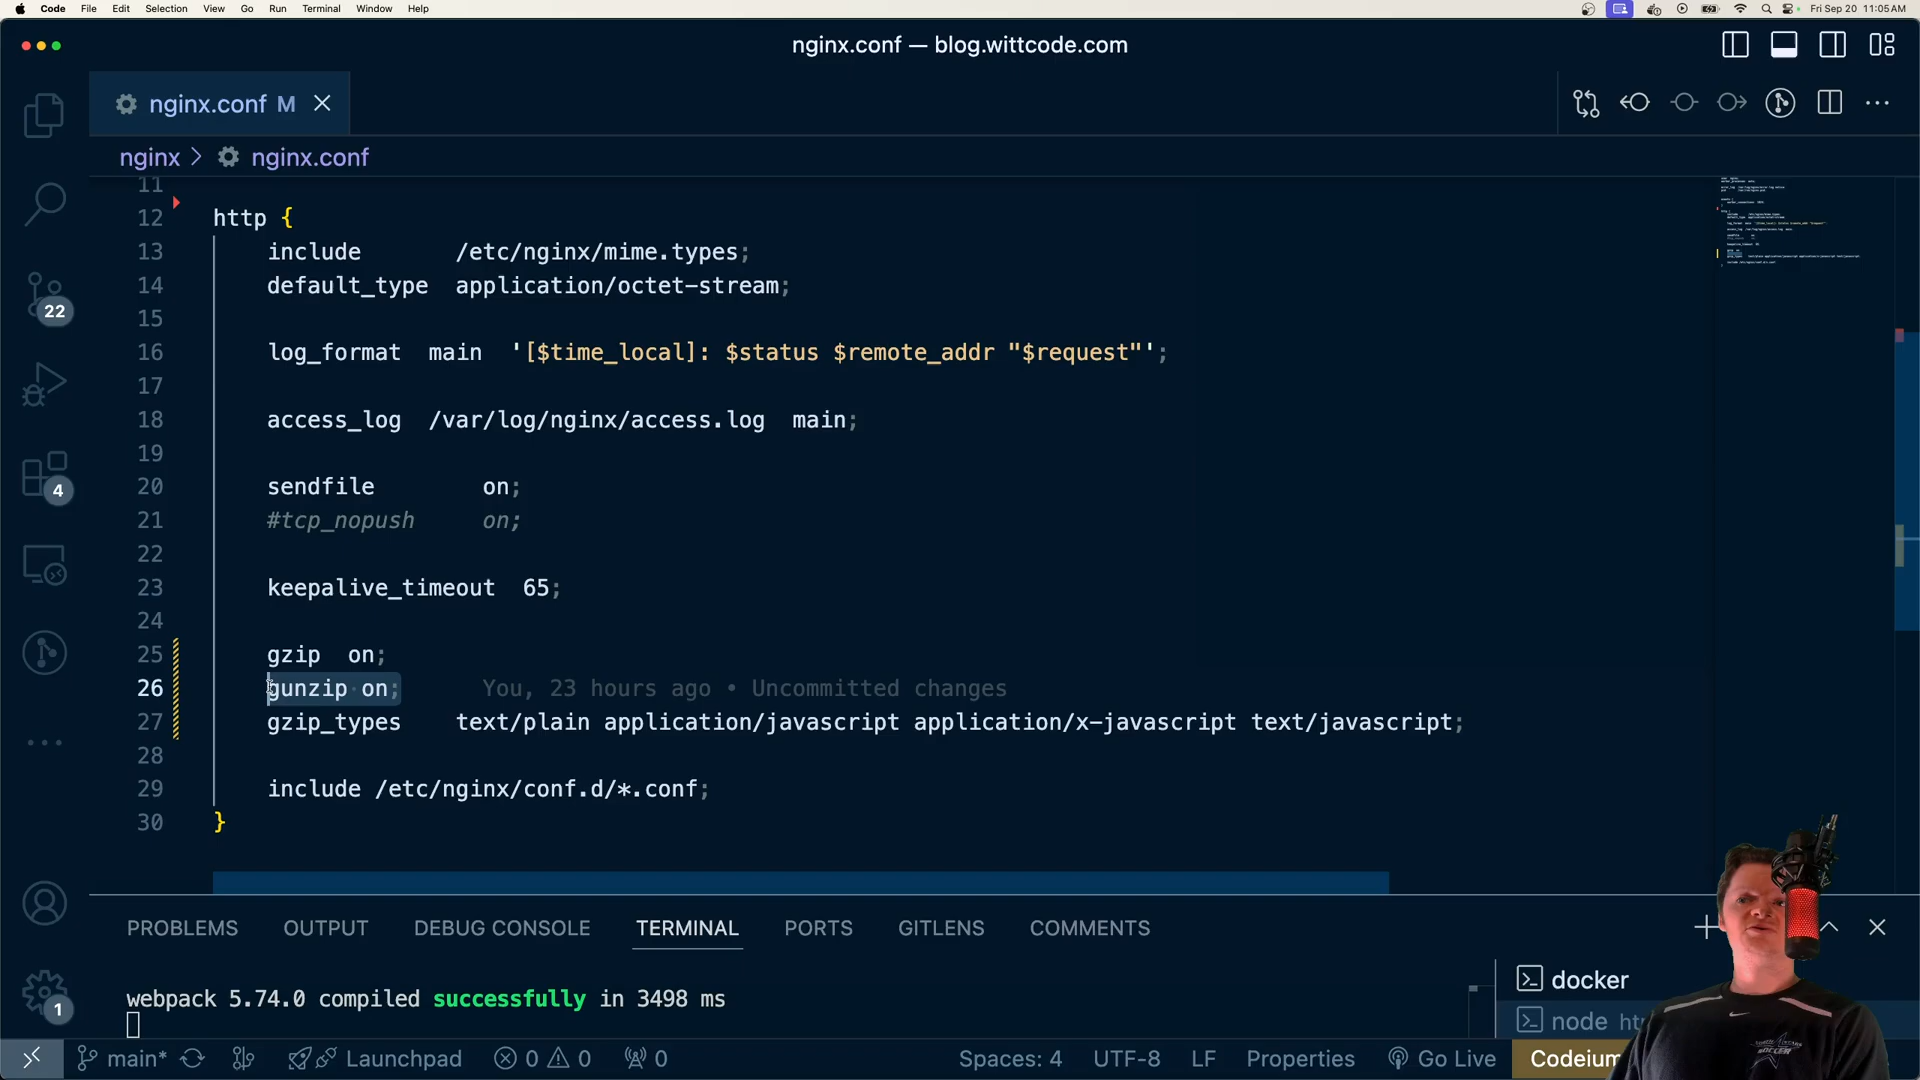 Code File Edit Selection View Go Run Terminal Window Help Fri Sep 20 11:05 AM
nginx.conf — blog.wittcode.com
nginx.conf M
nginx > nginx.conf
11
12 http {
13 include /etc/nginx/mime.types;
14 default_type application/octet-stream;
15
16 log_format main '[$time_local]: $status $remote_addr "$request"';
17
18 access_log /var/log/nginx/access.log main;
19
20 sendfile on;
21 #tcp_nopush on;
22
23 keepalive_timeout 65;
24
25 gzip on;
26 gunzip on; You, 23 hours ago • Uncommitted changes
27 gzip_types text/plain application/javascript application/x-javascript text/javascript;
28
29 include /etc/nginx/conf.d/*.conf;
30 }
22
4
1
PROBLEMS OUTPUT DEBUG CONSOLE TERMINAL PORTS GITLENS COMMENTS
webpack 5.74.0 compiled successfully in 3498 ms
docker
node
main* Launchpad 0 0 0 Spaces: 4 UTF-8 LF Properties Go Live Codeium